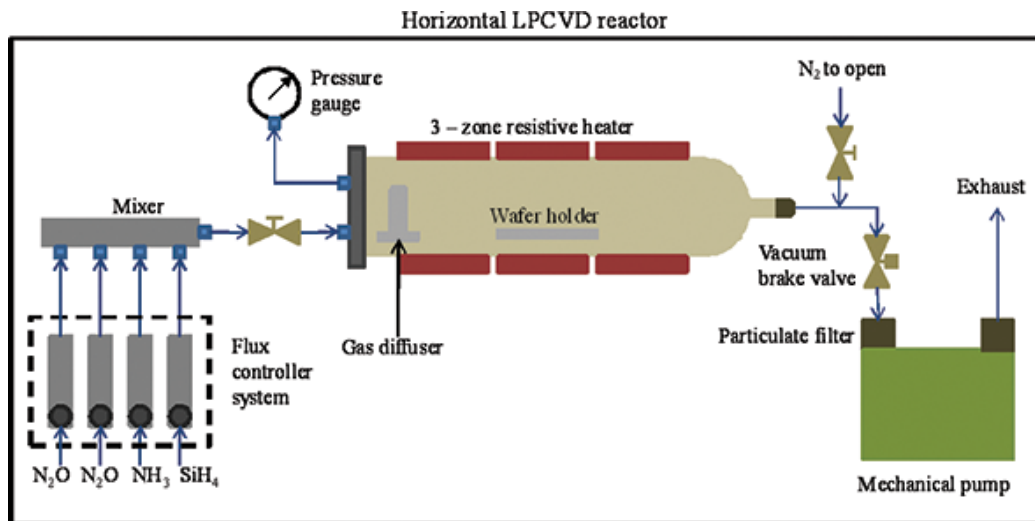 Horizontal LPCVD reactor
Pressure
gauge
N₂ to open
3 – zone resistive heater
Exhaust
Mixer
Wafer holder
Vacuum
brake valve
Particulate filter
Gas diffuser
Flux
controller
system
N₂O N₂O NH₃ SiH₄
Mechanical pump